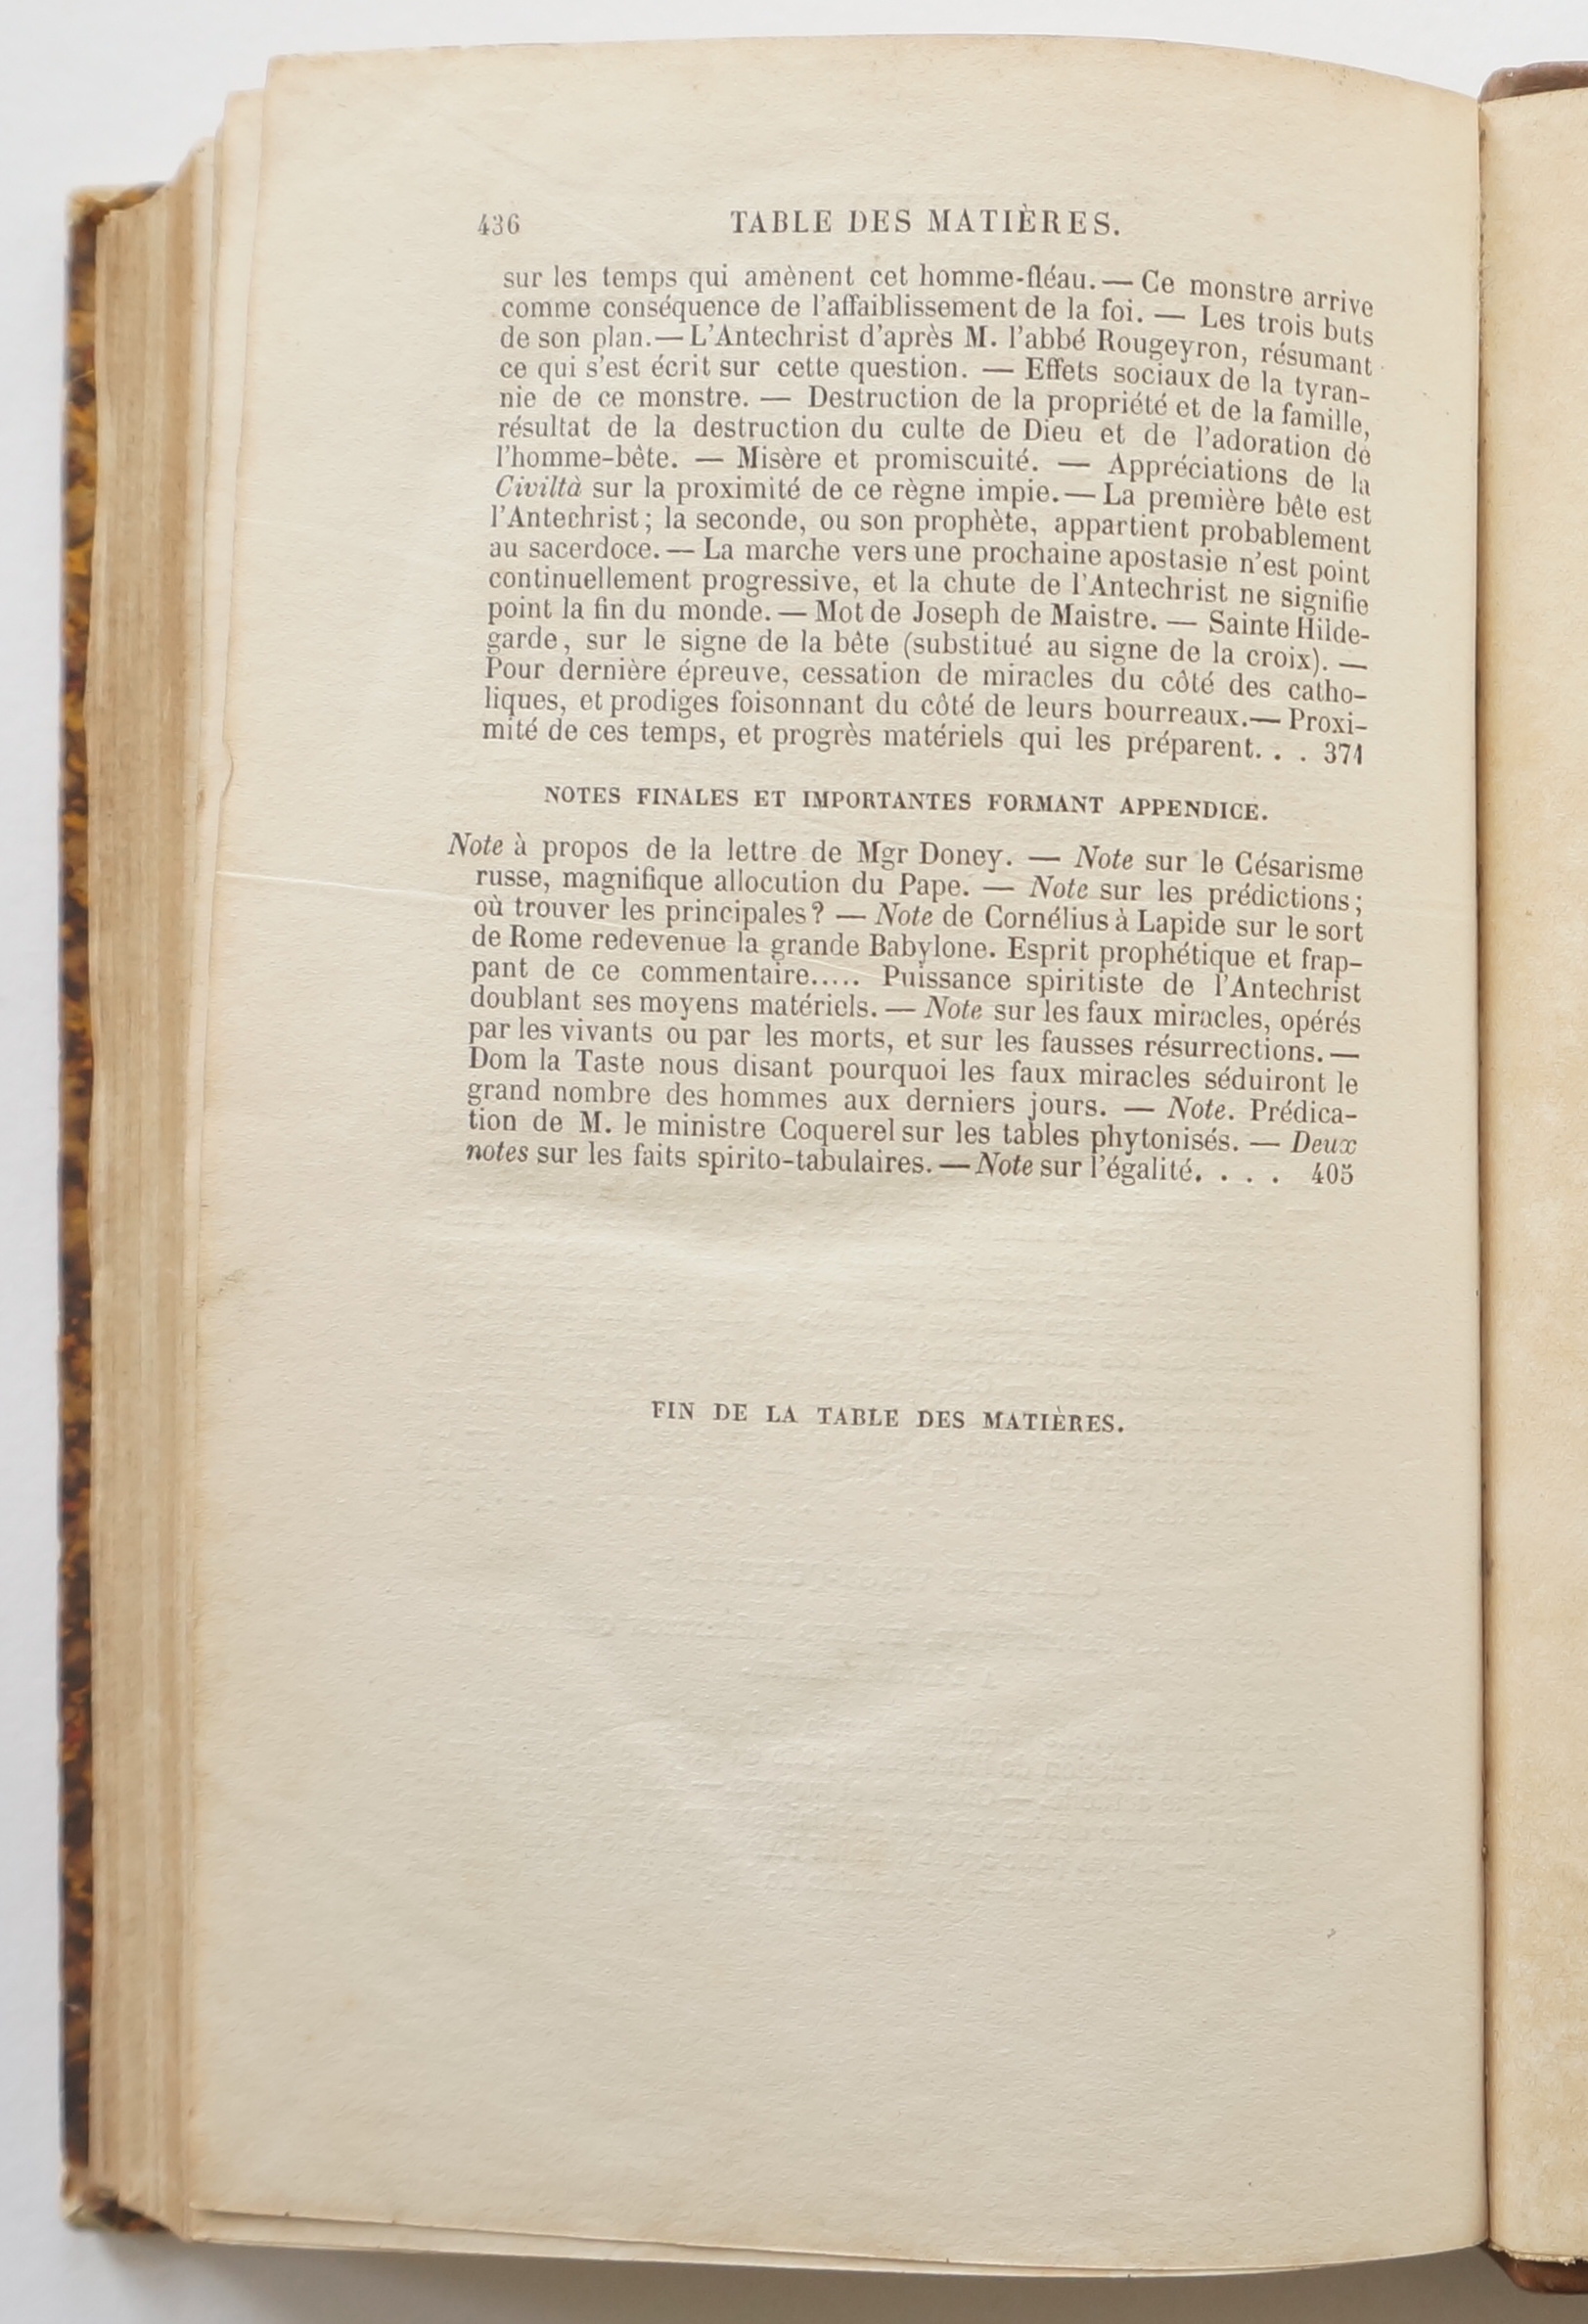 436 TABLE DES MATIÈRES.
sur les temps qui amènent cet homme-fléau. — Ce monstre arrive
comme conséquence de l'affaiblissement de la foi. — Les trois buts
de son plan. — L'Antechrist d'après M. l'abbé Rougeyron, résumant
ce qui s'est écrit sur cette question. — Effets sociaux de la tyran-
nie de ce monstre. — Destruction de la propriété et de la famille,
résultat de la destruction du culte de Dieu et de l'adoration de
l'homme-bête. — Misère et promiscuité. — Appréciations de la
Civiltà sur la proximité de ce règne impie. — La première bête est
l'Antechrist; la seconde, ou son prophète, appartient probablement
au sacerdoce. — La marche vers une prochaine apostasie n'est point
continuellement progressive, et la chute de l'Antechrist ne signifie
point la fin du monde. — Mot de Joseph de Maistre. — Sainte Hilde-
garde, sur le signe de la bête (substitué au signe de la croix). —
Pour dernière épreuve, cessation de miracles du côté des catho-
liques, et prodiges foisonnant du côté de leurs bourreaux. — Proxi-
mité de ces temps, et progrès matériels qui les préparent. . . 371
NOTES FINALES ET IMPORTANTES FORMANT APPENDICE.
Note à propos de la lettre de Mgr Doney. — Note sur le Césarisme
russe, magnifique allocution du Pape. — Note sur les prédictions;
où trouver les principales? — Note de Cornélius à Lapide sur le sort
de Rome redevenue la grande Babylone. Esprit prophétique et frap-
pant de ce commentaire..... Puissance spiritiste de l'Antechrist
doublant ses moyens matériels. — Note sur les faux miracles, opérés
par les vivants ou par les morts, et sur les fausses résurrections. —
Dom la Taste nous disant pourquoi les faux miracles séduiront le
grand nombre des hommes aux derniers jours. — Note. Prédica-
tion de M. le ministre Coquerel sur les tables phytonisés. — Deux
notes sur les faits spirito-tabulaires. — Note sur l'égalité. . . . 405
FIN DE LA TABLE DES MATIÈRES.